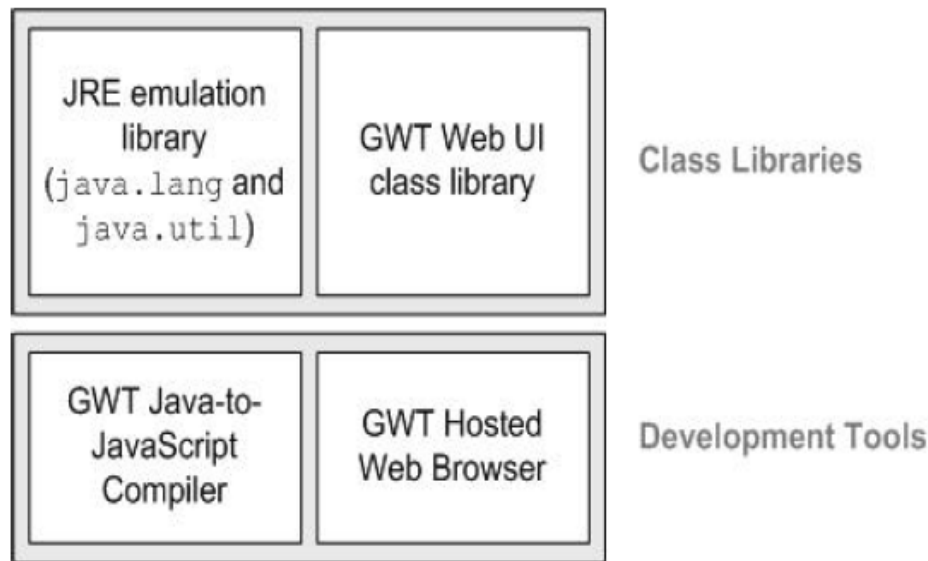 JRE emulation
library
(java.lang and
java.util)
GWT Web UI
class library
Class Libraries
GWT Java-to-
JavaScript
Compiler
GWT Hosted
Web Browser
Development Tools